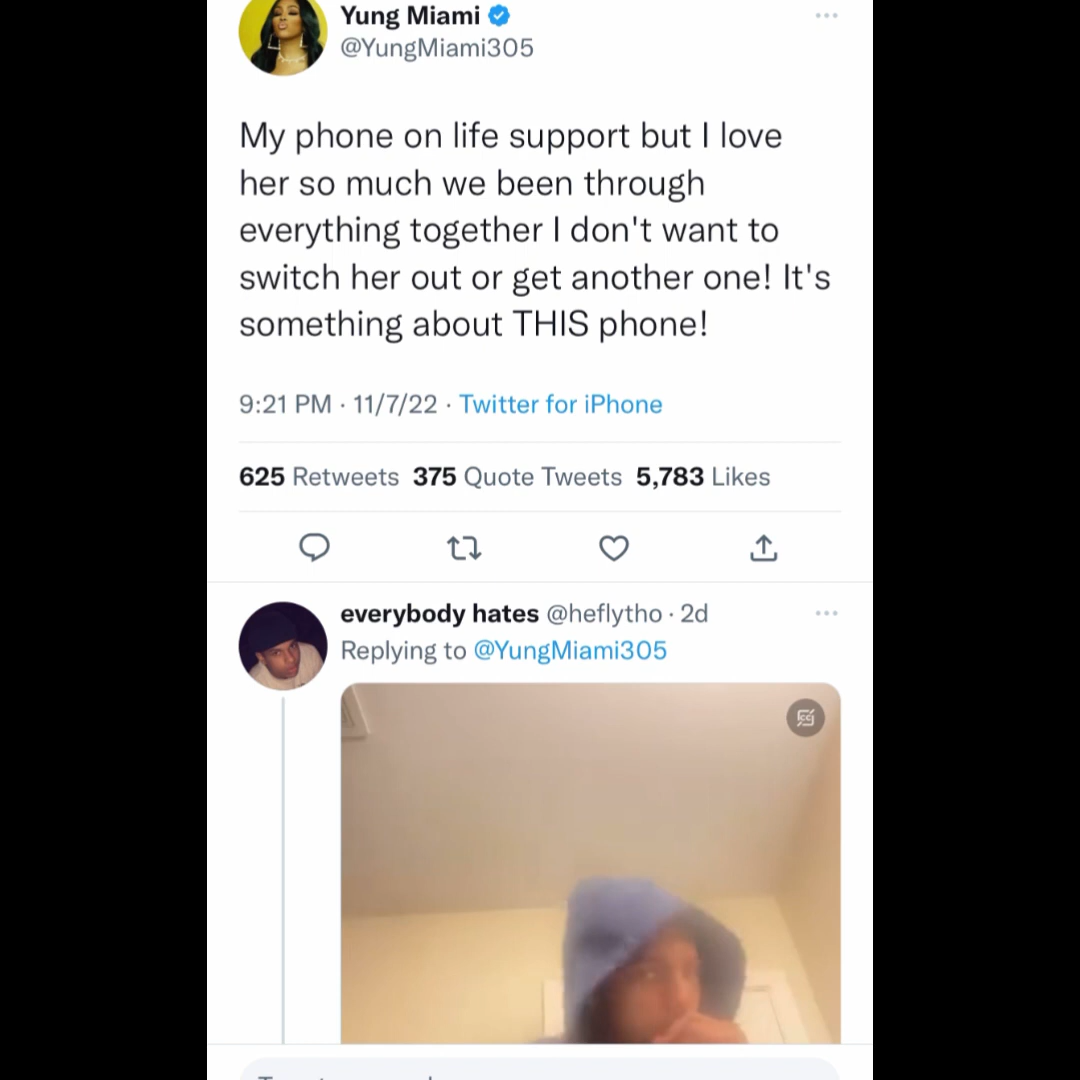 Yung Miami
@YungMiami305
My phone on life support but I love
her so much we been through
everything together I don't want to
switch her out or get another one! It's
something about THIS phone!
9:21 PM · 11/7/22 · Twitter for iPhone
625 Retweets 375 Quote Tweets 5,783 Likes
everybody hates @heflytho · 2d
Replying to @YungMiami305